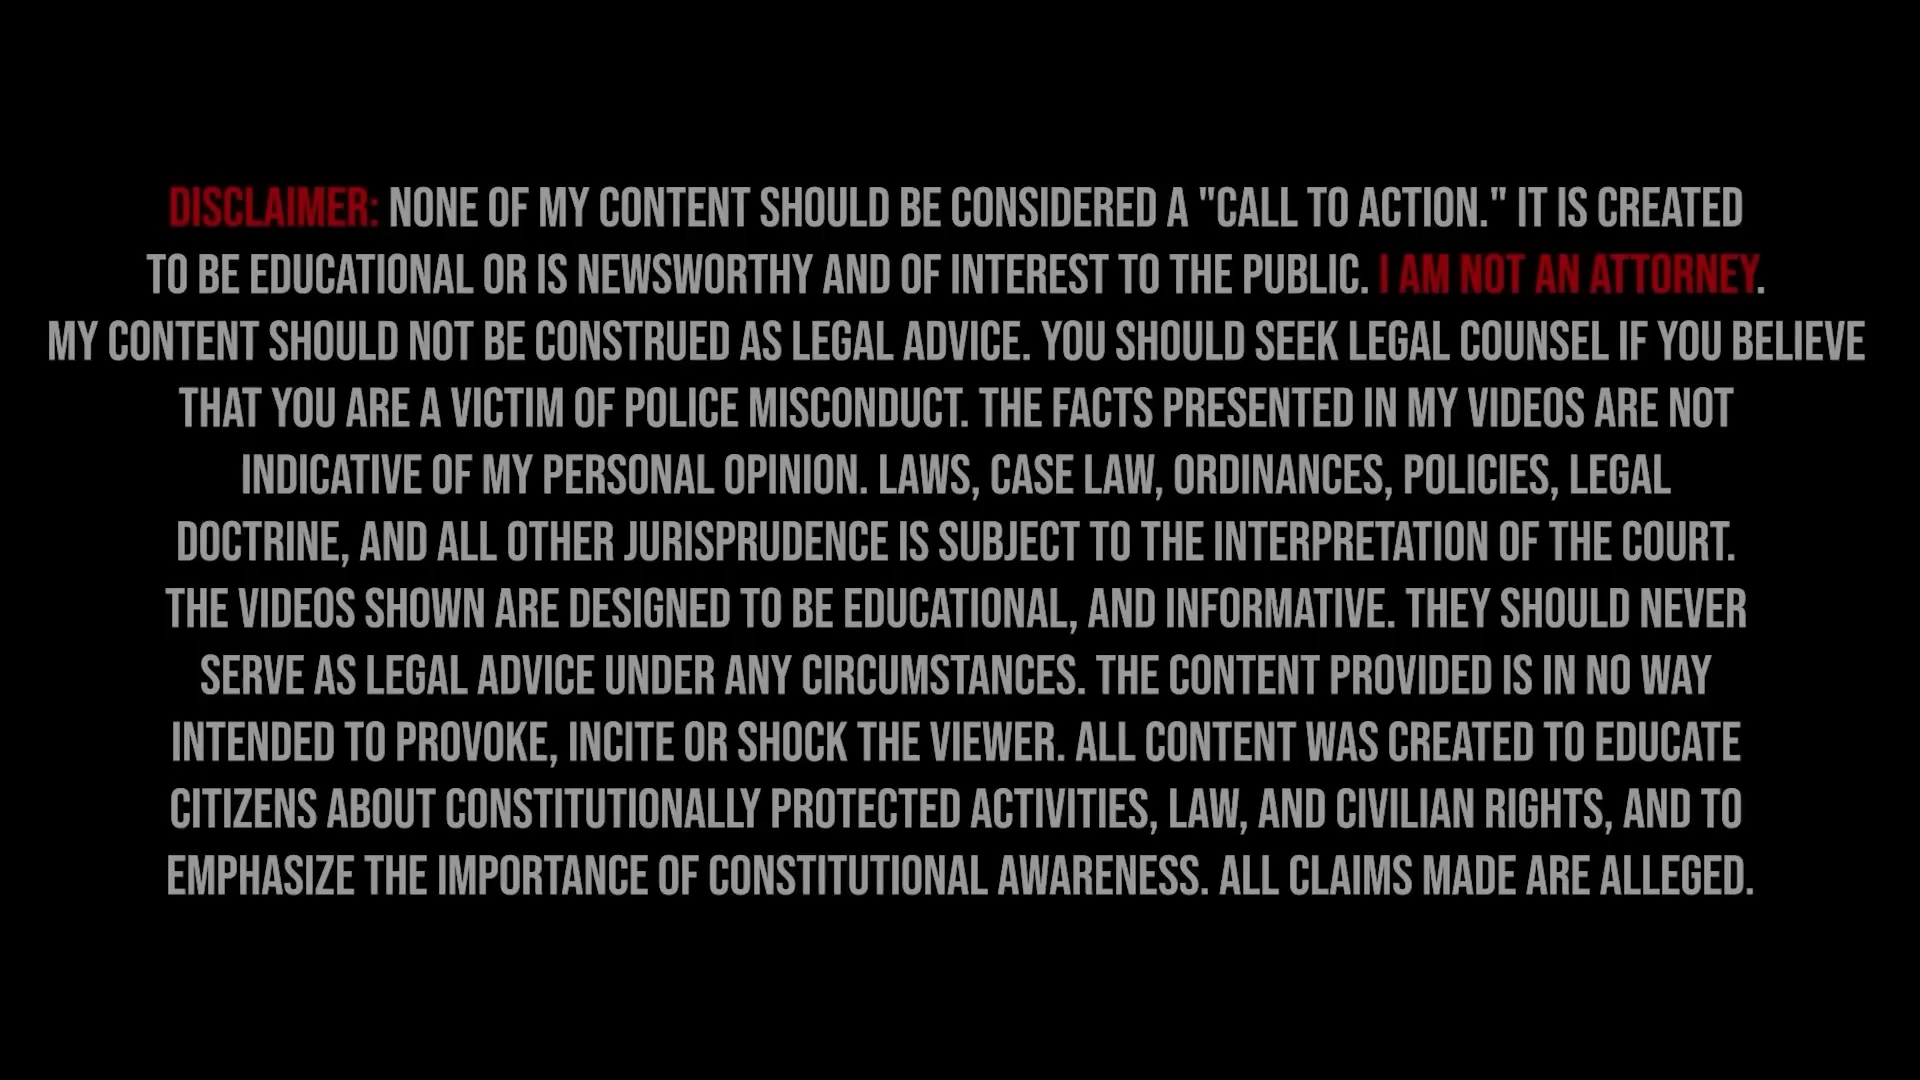 DISCLAIMER: NONE OF MY CONTENT SHOULD BE CONSIDERED A "CALL TO ACTION." IT IS CREATED
TO BE EDUCATIONAL OR IS NEWSWORTHY AND OF INTEREST TO THE PUBLIC. I AM NOT AN ATTORNEY.
MY CONTENT SHOULD NOT BE CONSTRUED AS LEGAL ADVICE. YOU SHOULD SEEK LEGAL COUNSEL IF YOU BELIEVE
THAT YOU ARE A VICTIM OF POLICE MISCONDUCT. THE FACTS PRESENTED IN MY VIDEOS ARE NOT
INDICATIVE OF MY PERSONAL OPINION. LAWS, CASE LAW, ORDINANCES, POLICIES, LEGAL
DOCTRINE, AND ALL OTHER JURISPRUDENCE IS SUBJECT TO THE INTERPRETATION OF THE COURT.
THE VIDEOS SHOWN ARE DESIGNED TO BE EDUCATIONAL, AND INFORMATIVE. THEY SHOULD NEVER
SERVE AS LEGAL ADVICE UNDER ANY CIRCUMSTANCES. THE CONTENT PROVIDED IS IN NO WAY
INTENDED TO PROVOKE, INCITE OR SHOCK THE VIEWER. ALL CONTENT WAS CREATED TO EDUCATE
CITIZENS ABOUT CONSTITUTIONALLY PROTECTED ACTIVITIES, LAW, AND CIVILIAN RIGHTS, AND TO
EMPHASIZE THE IMPORTANCE OF CONSTITUTIONAL AWARENESS. ALL CLAIMS MADE ARE ALLEGED.